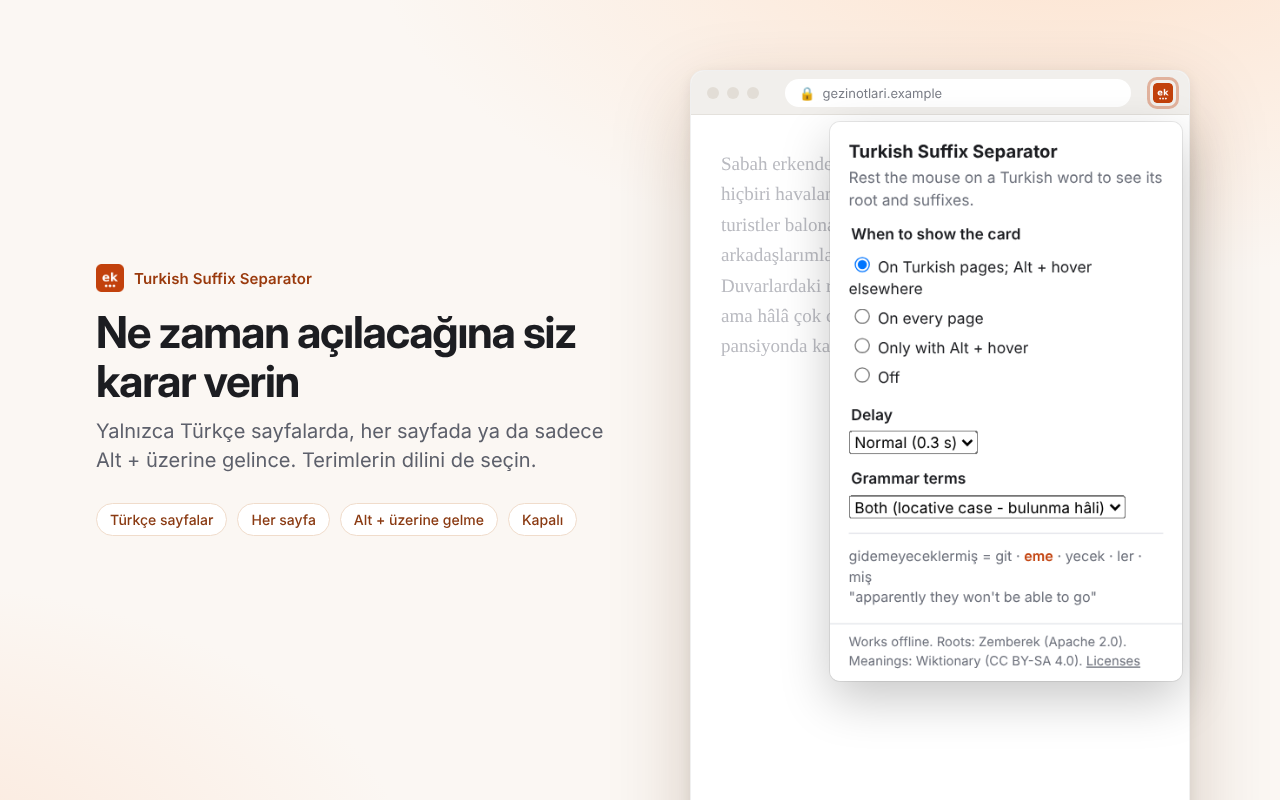 ek
Turkish Suffix Separator
Ne zaman açılacağına siz
karar verin
Yalnızca Türkçe sayfalarda, her sayfada ya da sadece
Alt + üzerine gelince. Terimlerin dilini de seçin.
Türkçe sayfalar
Her sayfa
Alt + üzerine gelme
Kapalı
gezinotlari.example
ek
Sabah
hiçbiri
turistler
Duvarlardaki
ama hâlâ çok
pansiyonda
Turkish Suffix Separator
Rest the mouse on a Turkish word to see its
root and suffixes.
When to show the card
On Turkish pages; Alt + hover
elsewhere
On every page
Only with Alt + hover
Off
Delay
Normal (0.3 s)
Grammar terms
Both (locative case - bulunma hâli)
gidemeyeceklermiş = git · eme · yecek · ler ·
miş
"apparently they won't be able to go"
Works offline. Roots: Zemberek (Apache 2.0).
Meanings: Wiktionary (CC BY-SA 4.0). Licenses